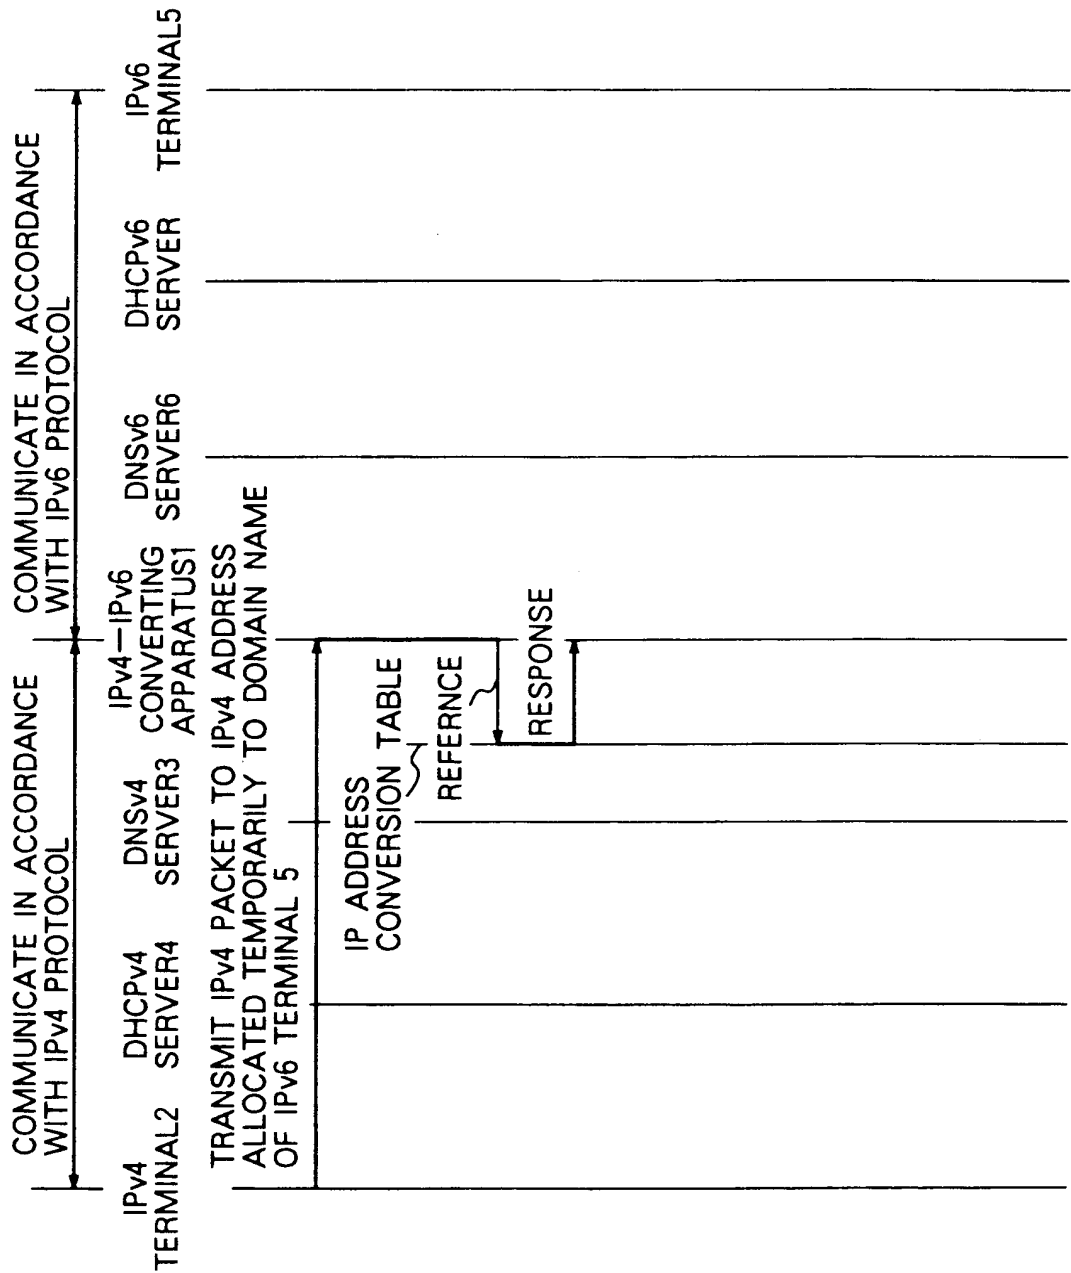 COMMUNICATE IN ACCORDANCE
WITH IPv4 PROTOCOL
COMMUNICATE IN ACCORDANCE
WITH IPv6 PROTOCOL
IPv4
TERMINAL2
DHCPv4
SERVER4
DNSv4
SERVER3
IPv4-IPv6
CONVERTING
APPARATUS1
DNSv6
SERVER6
DHCPv6
SERVER
IPv6
TERMINAL5
TRANSMIT IPv4 PACKET TO IPv4 ADDRESS
ALLOCATED TEMPORARILY TO DOMAIN NAME
OF IPv6 TERMINAL 5
IP ADDRESS
CONVERSION TABLE
REFERNCE
RESPONSE